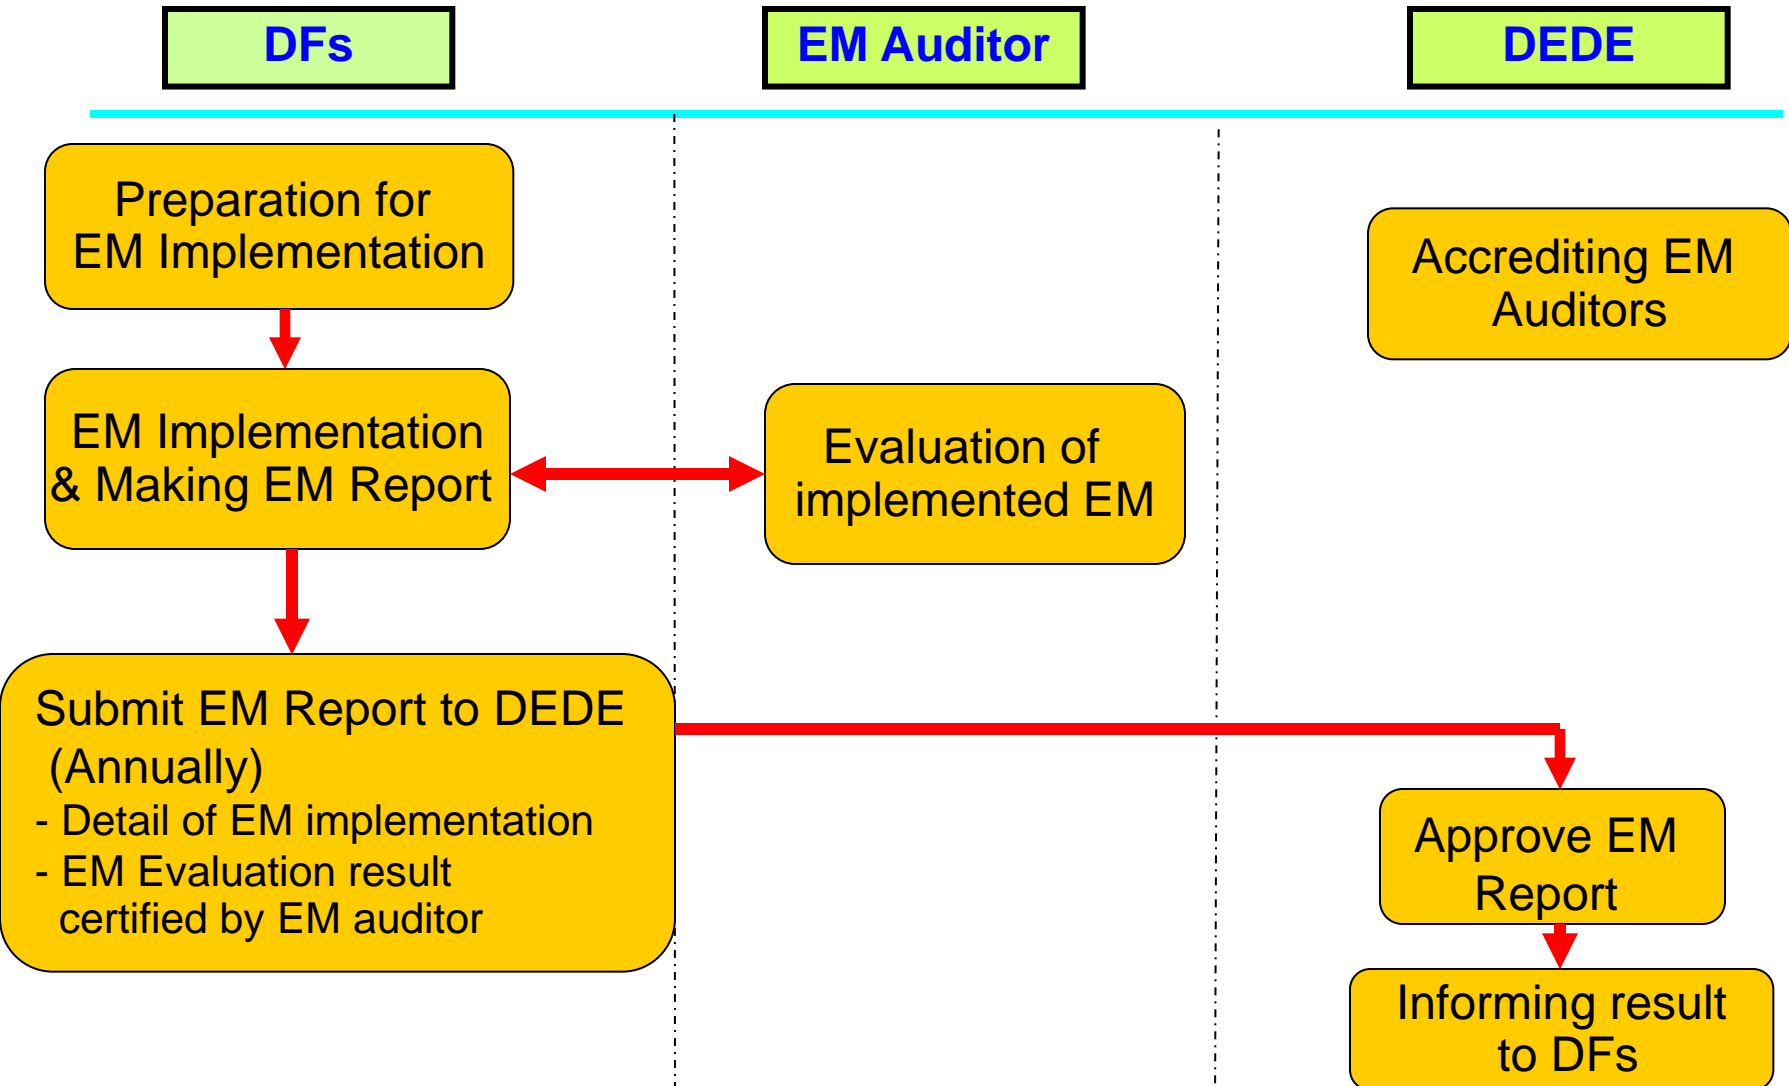 DFs
EM Auditor
DEDE
Preparation for
EM Implementation
Accrediting EM
Auditors
EM Implementation
& Making EM Report
Evaluation of
implemented EM
Submit EM Report to DEDE
(Annually)
- Detail of EM implementation
- EM Evaluation result
certified by EM auditor
Approve EM
Report
Informing result
to DFs